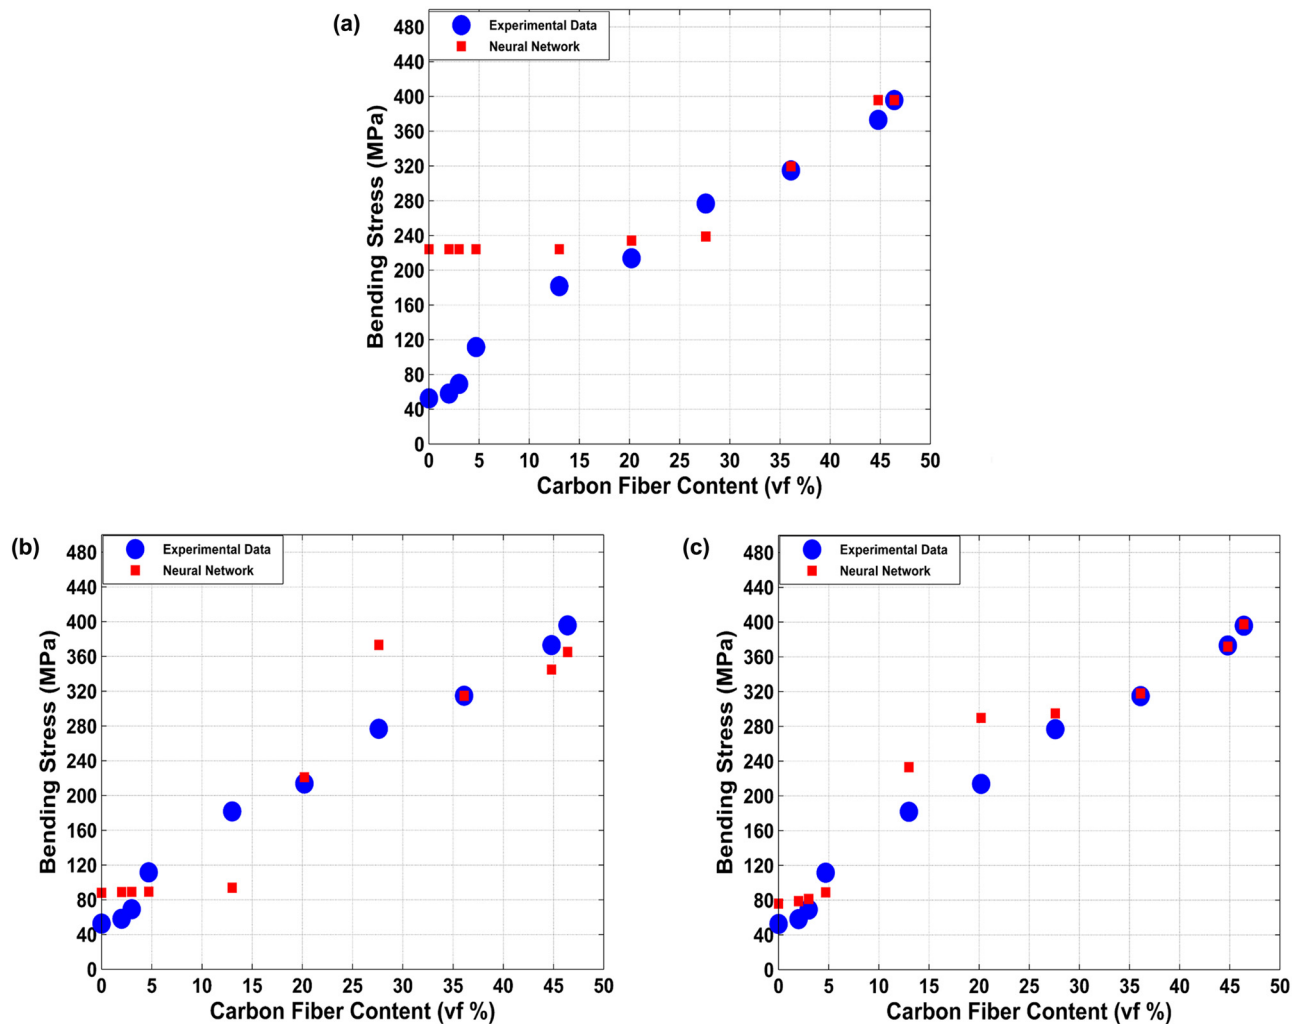 (a)
Experimental Data
Neural Network
Bending Stress (MPa)
480
440
400
360
320
280
240
200
160
120
80
40
0
0 5 10 15 20 25 30 35 40 45 50
Carbon Fiber Content (vf %)
(b)
Experimental Data
Neural Network
Bending Stress (MPa)
480
440
400
360
320
280
240
200
160
120
80
40
0
0 5 10 15 20 25 30 35 40 45 50
Carbon Fiber Content (vf %)
(c)
Experimental Data
Neural Network
Bending Stress (MPa)
480
440
400
360
320
280
240
200
160
120
80
40
0
0 5 10 15 20 25 30 35 40 45 50
Carbon Fiber Content (vf %)